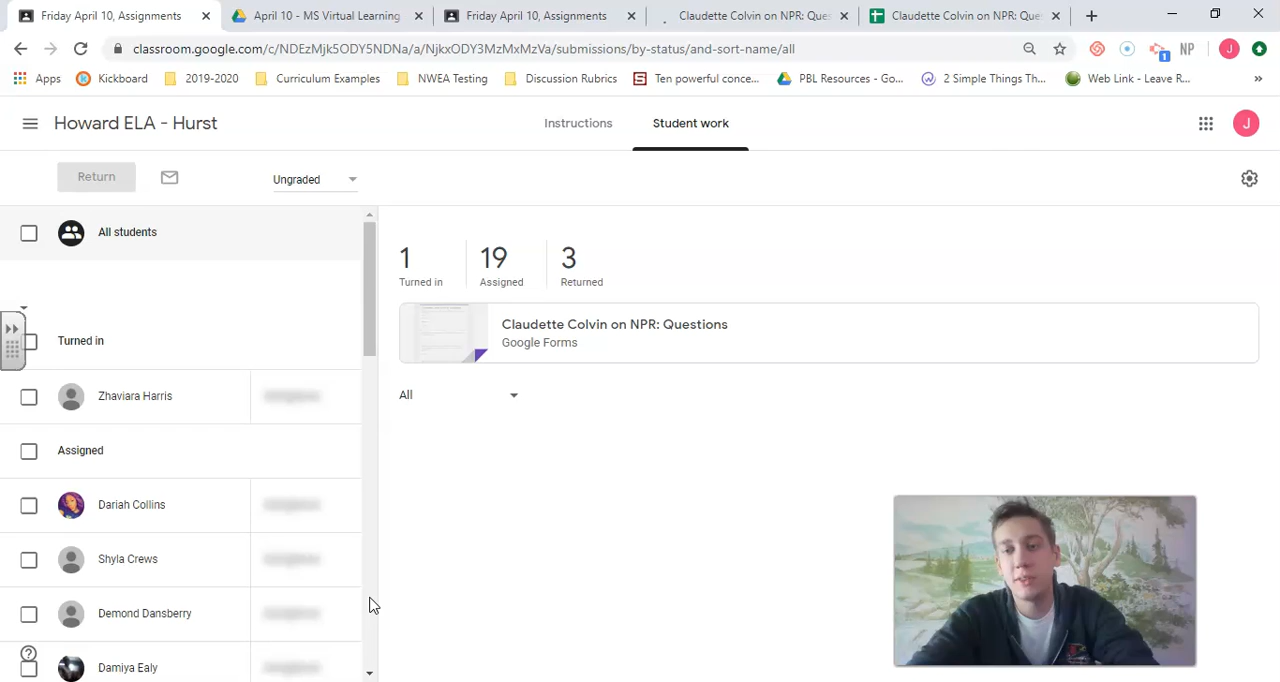 Friday April 10, Assignments
April 10 - MS Virtual Learning
Friday April 10, Assignments
Claudette Colvin on NPR: Ques
Claudette Colvin on NPR: Que
classroom.google.com/c/NDEzMjk5ODY5NDNa/a/NjkxODY3MzMxMzVa/submissions/by-status/and-sort-name/all
NP
J
1
Apps
Kickboard
2019-2020
Curriculum Examples
NWEA Testing
Discussion Rubrics
Ten powerful conce...
PBL Resources - Go...
2 Simple Things Th...
Web Link - Leave R...
»
Howard ELA - Hurst
Instructions
Student work
J
Return
Ungraded
All students
1
Turned in
19
Assigned
3
Returned
Claudette Colvin on NPR: Questions
Google Forms
All
Turned in
Zhaviara Harris
Assigned
Dariah Collins
Shyla Crews
Demond Dansberry
Damiya Ealy